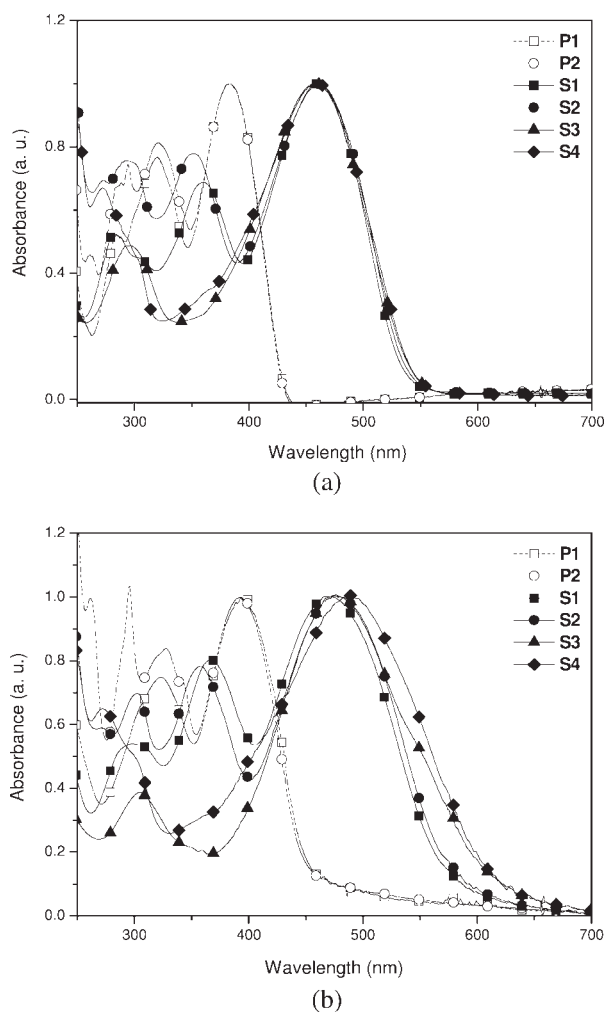 P1
P2
S1
S2
S3
S4
1.2
0.8
0.4
0.0
Absorbance (a. u.)
300 400 500 600 700
Wavelength (nm)
(a)
P1
P2
S1
S2
S3
S4
1.2
1.0
0.8
0.6
0.4
0.2
0.0
Absorbance (a. u.)
300 400 500 600 700
Wavelength (nm)
(b)